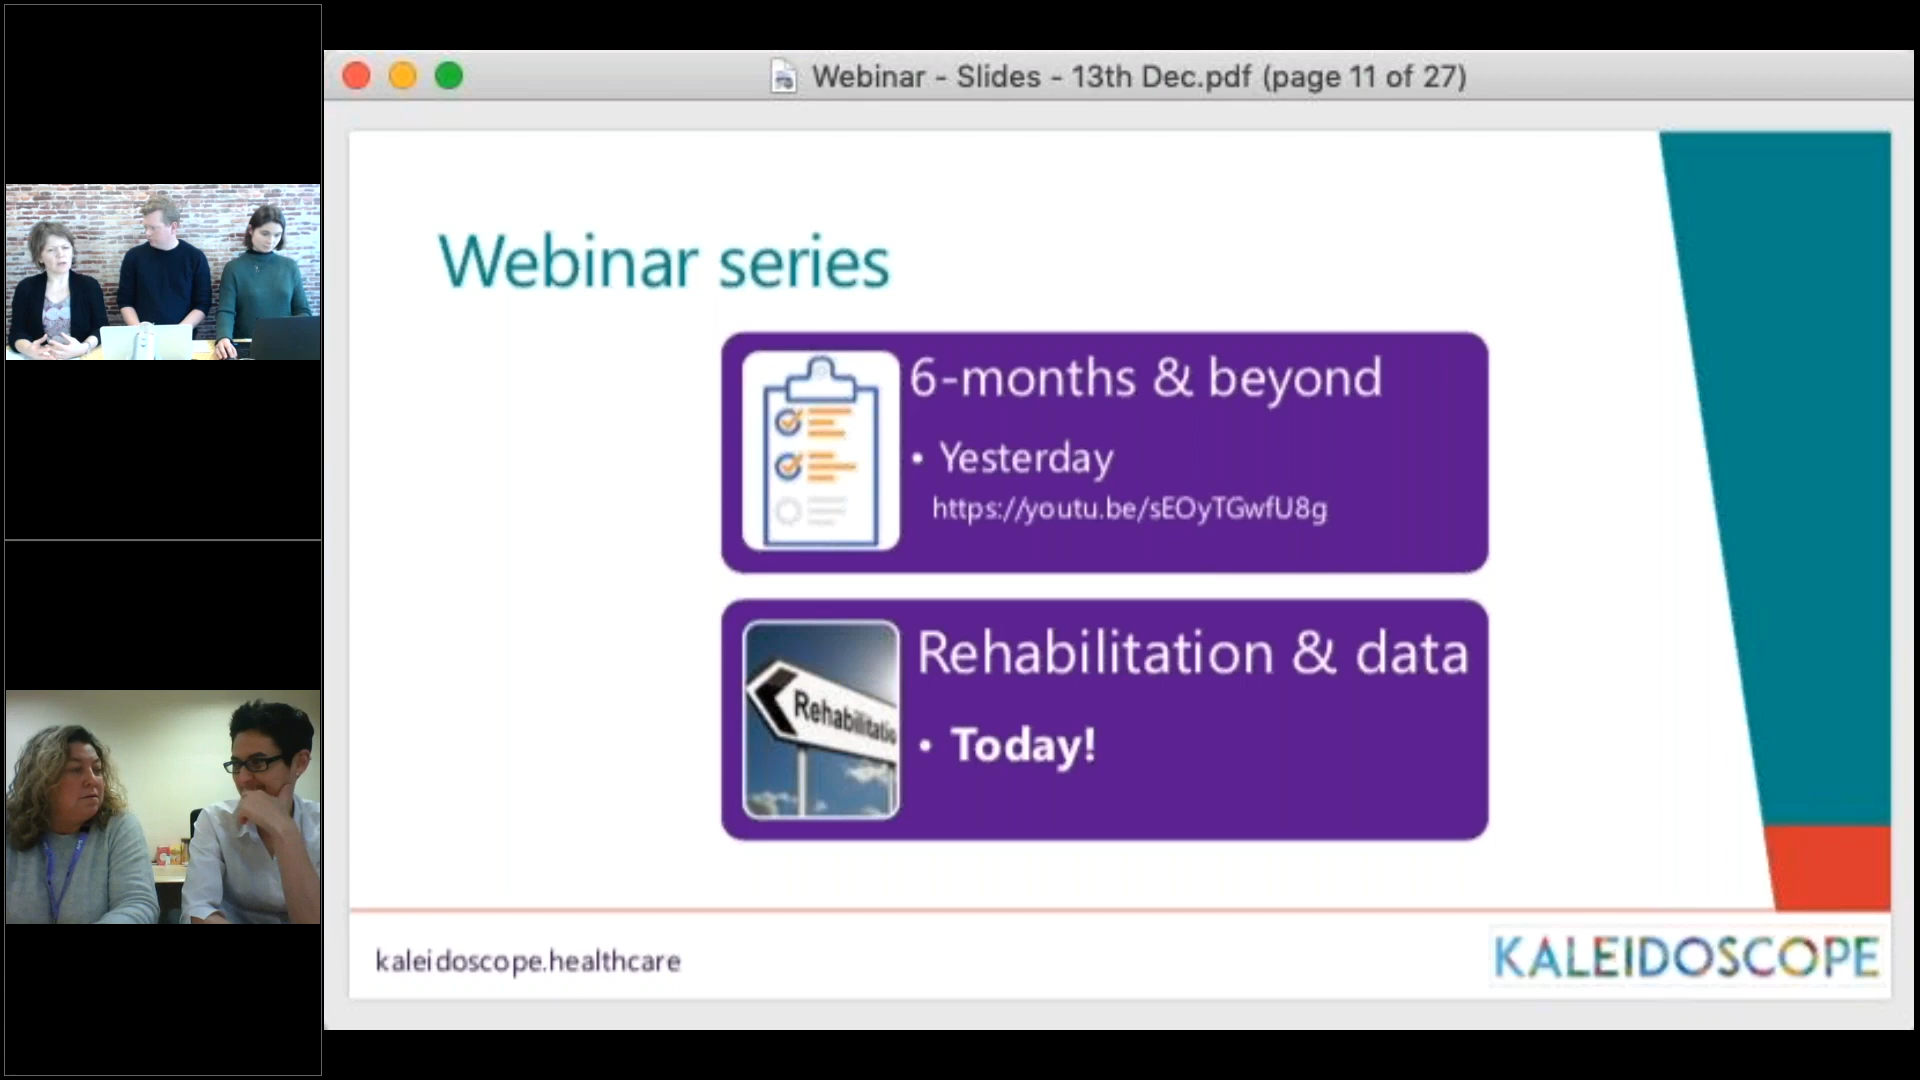 Webinar - Slides - 13th Dec.pdf (page 11 of 27)
Webinar series
6-months & beyond
• Yesterday
https://youtu.be/sEOyTGwfU8g
Rehabilitatio
Rehabilitation & data
• Today!
kaleidoscope.healthcare
KALEIDOSCOPE